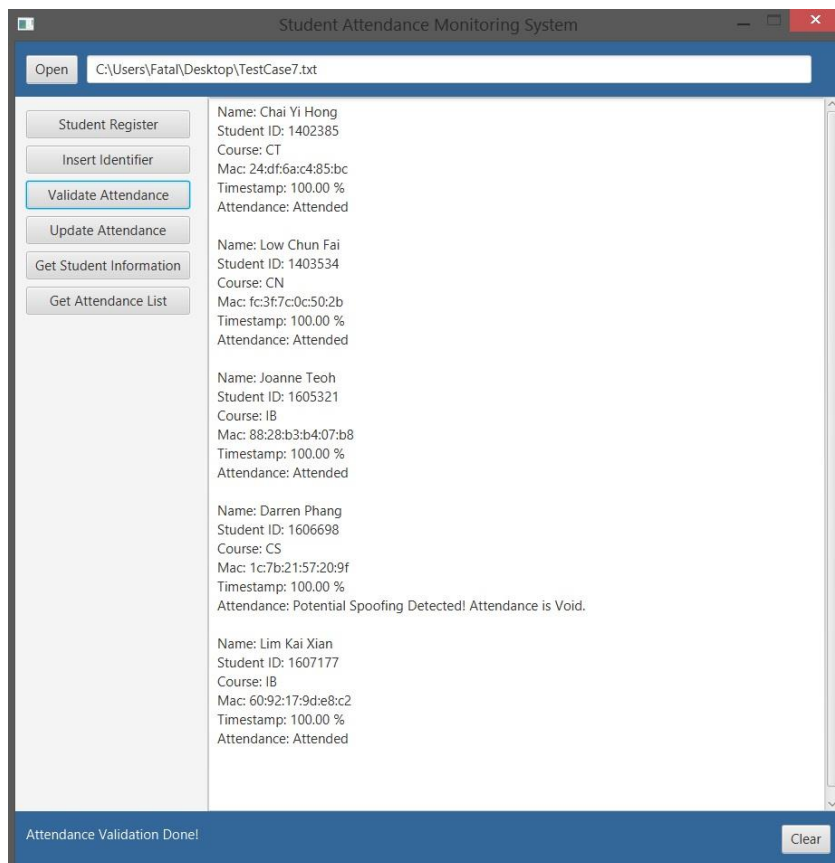 Student Attendance Monitoring System
Open
C:\Users\Fatal\Desktop\TestCase7.txt
Student Register
Insert Identifier
Validate Attendance
Update Attendance
Get Student Information
Get Attendance List
Name: Chai Yi Hong
Student ID: 1402385
Course: CT
Mac: 24:df:6a:c4:85:bc
Timestamp: 100.00 %
Attendance: Attended
Name: Low Chun Fai
Student ID: 1403534
Course: CN
Mac: fc:3f:7c:0c:50:2b
Timestamp: 100.00 %
Attendance: Attended
Name: Joanne Teoh
Student ID: 1605321
Course: IB
Mac: 88:28:b3:b4:07:b8
Timestamp: 100.00 %
Attendance: Attended
Name: Darren Phang
Student ID: 1606698
Course: CS
Mac: 1c:7b:21:57:20:9f
Timestamp: 100.00 %
Attendance: Potential Spoofing Detected! Attendance is Void.
Name: Lim Kai Xian
Student ID: 1607177
Course: IB
Mac: 60:92:17:9d:e8:c2
Timestamp: 100.00 %
Attendance: Attended
Attendance Validation Done!
Clear